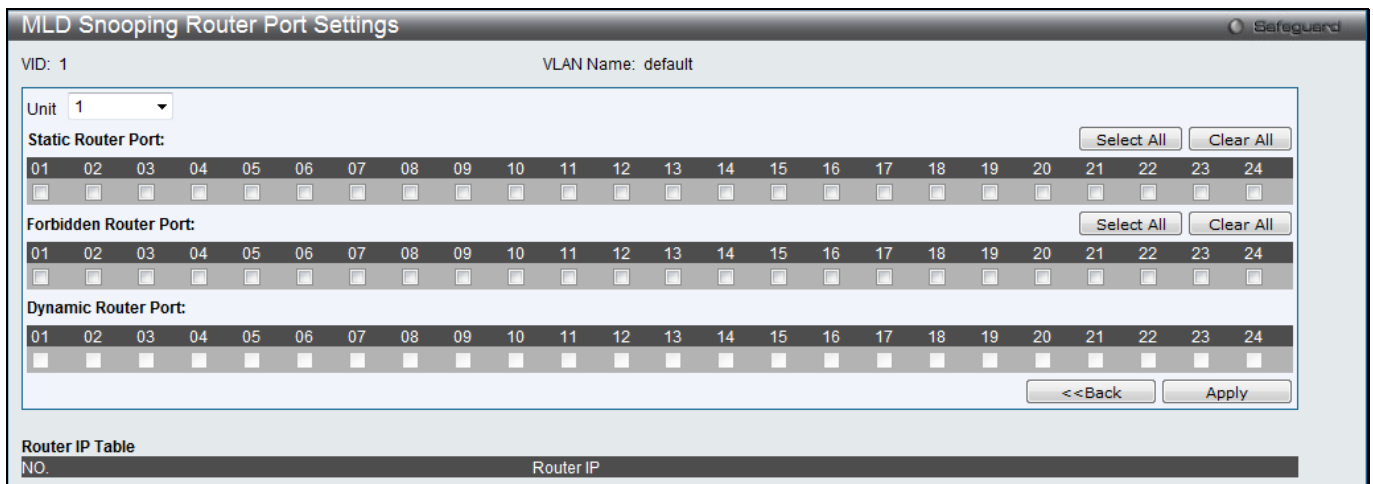 MLD Snooping Router Port Settings Safeguard
VID: 1 VLAN Name: default
Unit 1
Static Router Port: Select All Clear All
01 02 03 04 05 06 07 08 09 10 11 12 13 14 15 16 17 18 19 20 21 22 23 24
Forbidden Router Port: Select All Clear All
01 02 03 04 05 06 07 08 09 10 11 12 13 14 15 16 17 18 19 20 21 22 23 24
Dynamic Router Port:
01 02 03 04 05 06 07 08 09 10 11 12 13 14 15 16 17 18 19 20 21 22 23 24
<<Back Apply
Router IP Table
NO. Router IP